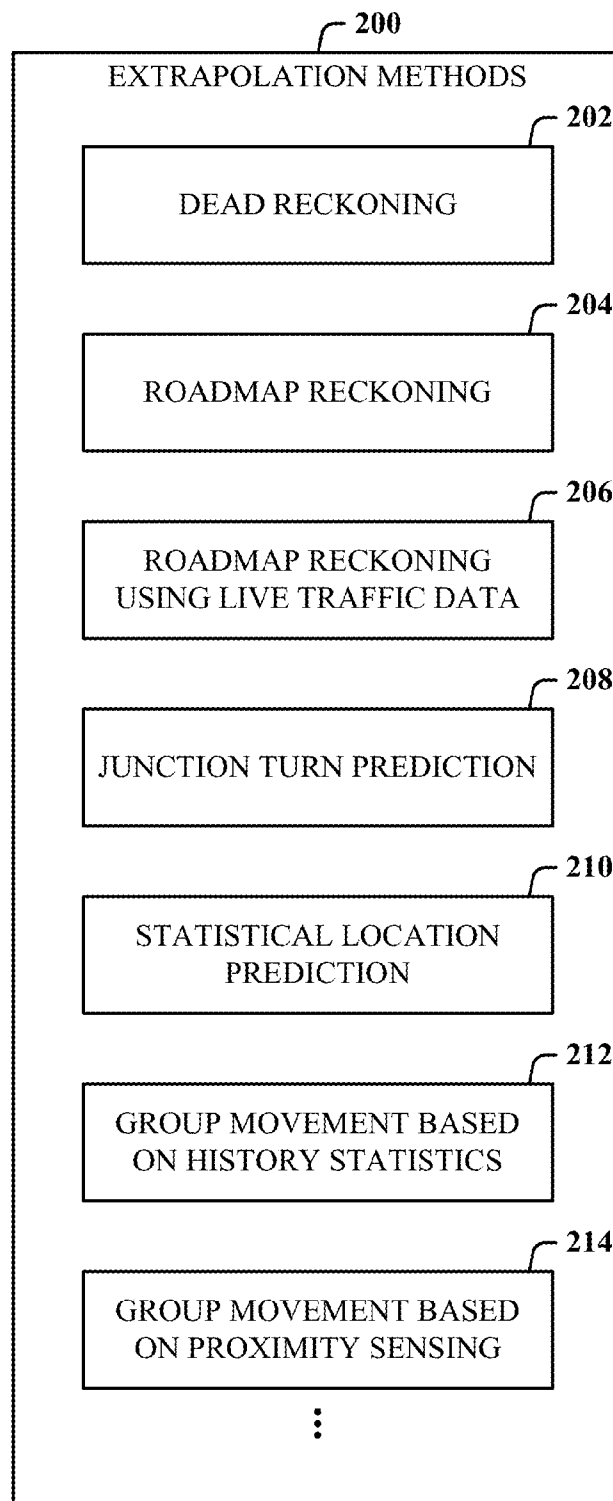 200
EXTRAPOLATION METHODS
202
DEAD RECKONING
204
ROADMAP RECKONING
206
ROADMAP RECKONING
USING LIVE TRAFFIC DATA
208
JUNCTION TURN PREDICTION
210
STATISTICAL LOCATION
PREDICTION
212
GROUP MOVEMENT BASED
ON HISTORY STATISTICS
214
GROUP MOVEMENT BASED
ON PROXIMITY SENSING